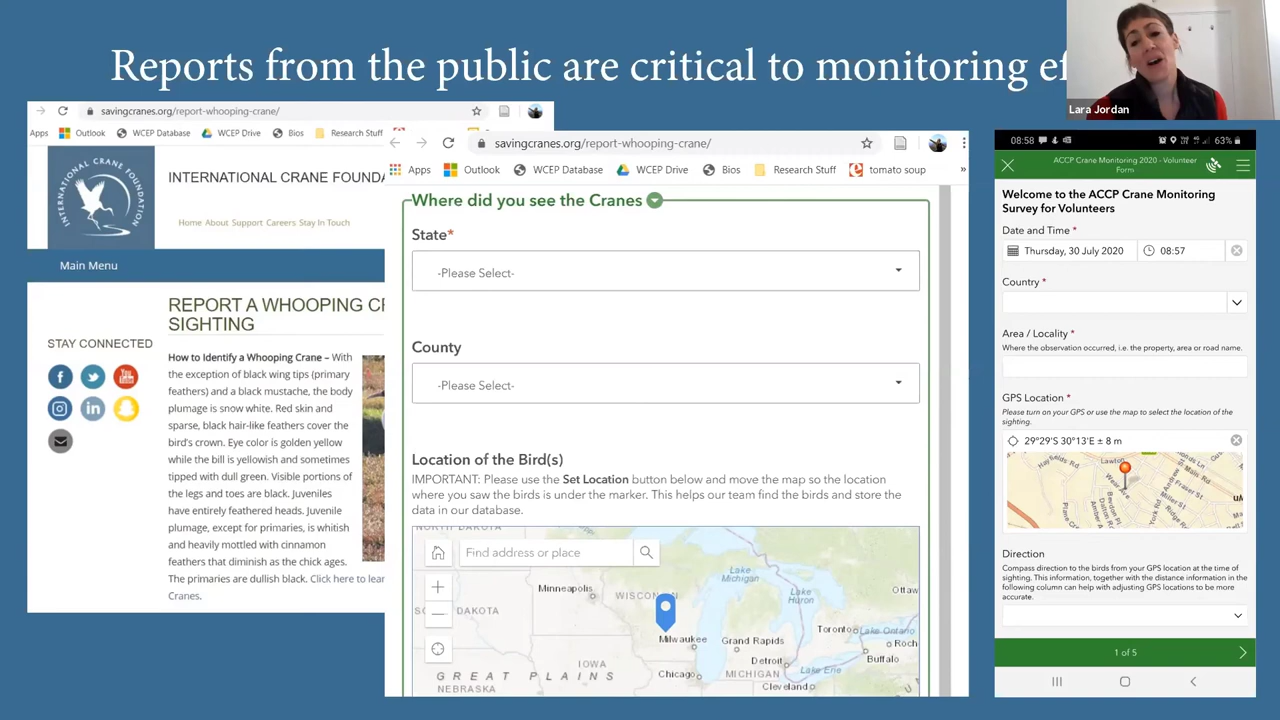 Reports from the public are critical to monitoring
Lara Jordan
savingcranes.org/report-whooping-crane/
Apps Outlook WCEP Database WCEP Drive Bios Research Stuff
INTERNATIONAL CRANE FOUNDATION
INTERNATIONAL CRANE FOUNDA
Home About Support Careers Stay In Touch
Main Menu
REPORT A WHOOPING CR
SIGHTING
STAY CONNECTED
You
Tube
How to Identify a Whooping Crane – With
the exception of black wing tips (primary
feathers) and a black mustache, the body
plumage is snow white. Red skin and
sparse, black hair-like feathers cover the
bird's crown. Eye color is golden yellow
while the bill is yellowish and sometimes
tipped with dull green. Visible portions of
the legs and toes are black. Juveniles
have entirely feathered heads. Juvenile
plumage, except for primaries, is whitish
and heavily mottled with cinnamon
feathers that diminish as the chick ages.
The primaries are dullish black. Click here to lear
Cranes.
savingcranes.org/report-whooping-crane/
Apps Outlook WCEP Database WCEP Drive Bios Research Stuff tomato soup »
Where did you see the Cranes
State*
-Please Select-
County
-Please Select-
Location of the Bird(s)
IMPORTANT: Please use the Set Location button below and move the map so the location
where you saw the birds is under the marker. This helps our team find the birds and store the
data in our database.
NORTH DAKOTA
Find address or place
Minneapolis
WISCONSIN
Lake
Michigan
Lake
Huron
Ottaw
SOUTH DAKOTA
Milwaukee
Grand Rapids
Toronto
Lake Ontario
Roch
Detroit
Buffalo
IOWA
Chicago
MICHIGAN
Lake Erie
GREAT PLAINS
NEBRASKA
Cleveland
08:58 63%
ACCP Crane Monitoring 2020 - Volunteer
Form
Welcome to the ACCP Crane Monitoring
Survey for Volunteers
Date and Time *
Thursday, 30 July 2020 08:57
Country *
Area / Locality *
Where the observation occurred, i.e. the property, area or road name.
GPS Location *
Please turn on your GPS or use the map to select the location of the
sighting.
29°29'S 30°13'E ± 8 m
Hayfields Rd
Lawton
Miller St
York Rd
Direction
Compass direction to the birds from your GPS location at the time of
sighting. This information, together with the distance information in the
following column can help with adjusting GPS locations to be more
accurate.
1 of 5